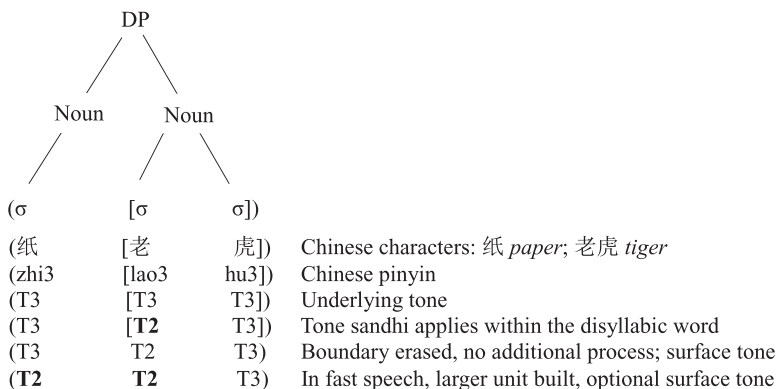 DP
Noun Noun
(σ [σ σ])
(纸 [老 虎]) Chinese characters: 纸 paper; 老虎 tiger
(zhi3 [lao3 hu3]) Chinese pinyin
(T3 [T3 T3]) Underlying tone
(T3 [T2 T3]) Tone sandhi applies within the disyllabic word
(T3 T2 T3) Boundary erased, no additional process; surface tone
(T2 T2 T3) In fast speech, larger unit built, optional surface tone